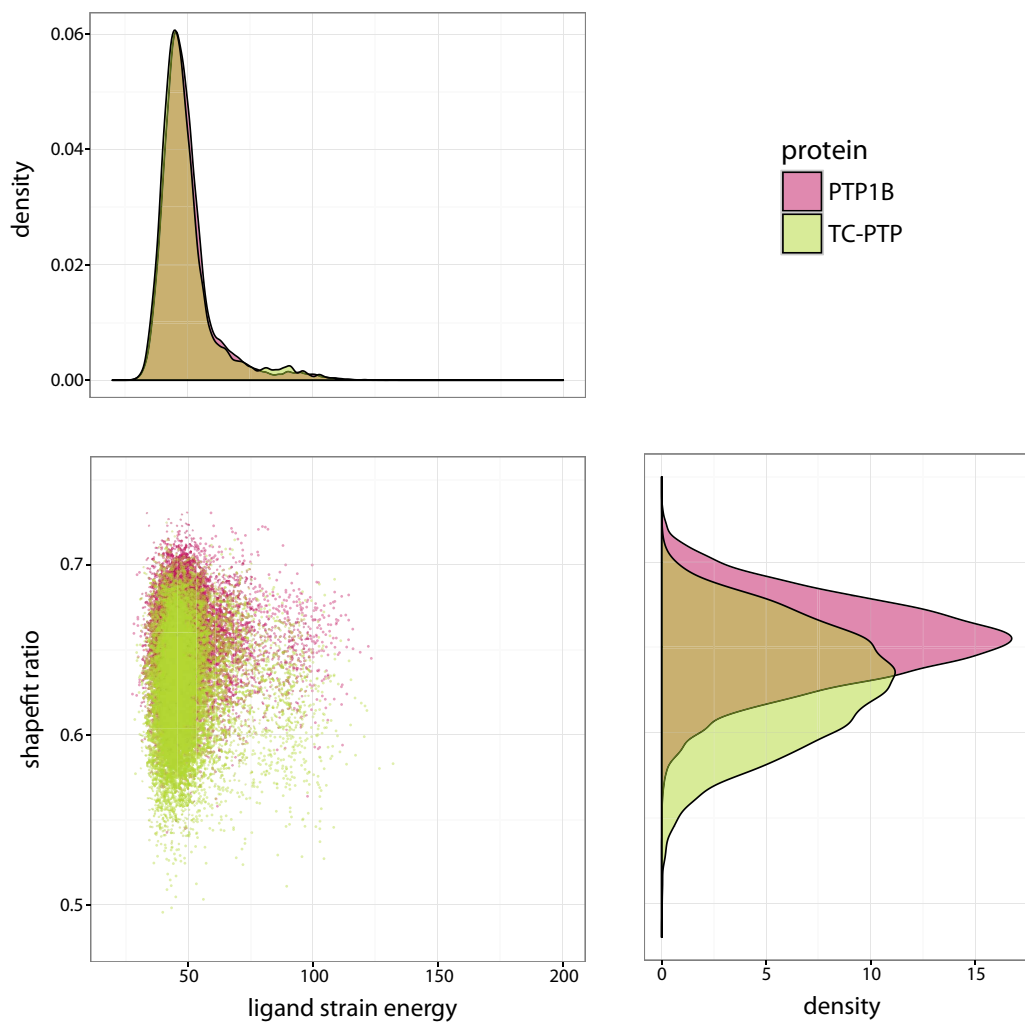 0.06
0.04
0.02
0.00
density
protein
PTP1B
TC-PTP
0.7
0.6
0.5
shapefit ratio
50
100
150
200
ligand strain energy
0
5
10
15
density